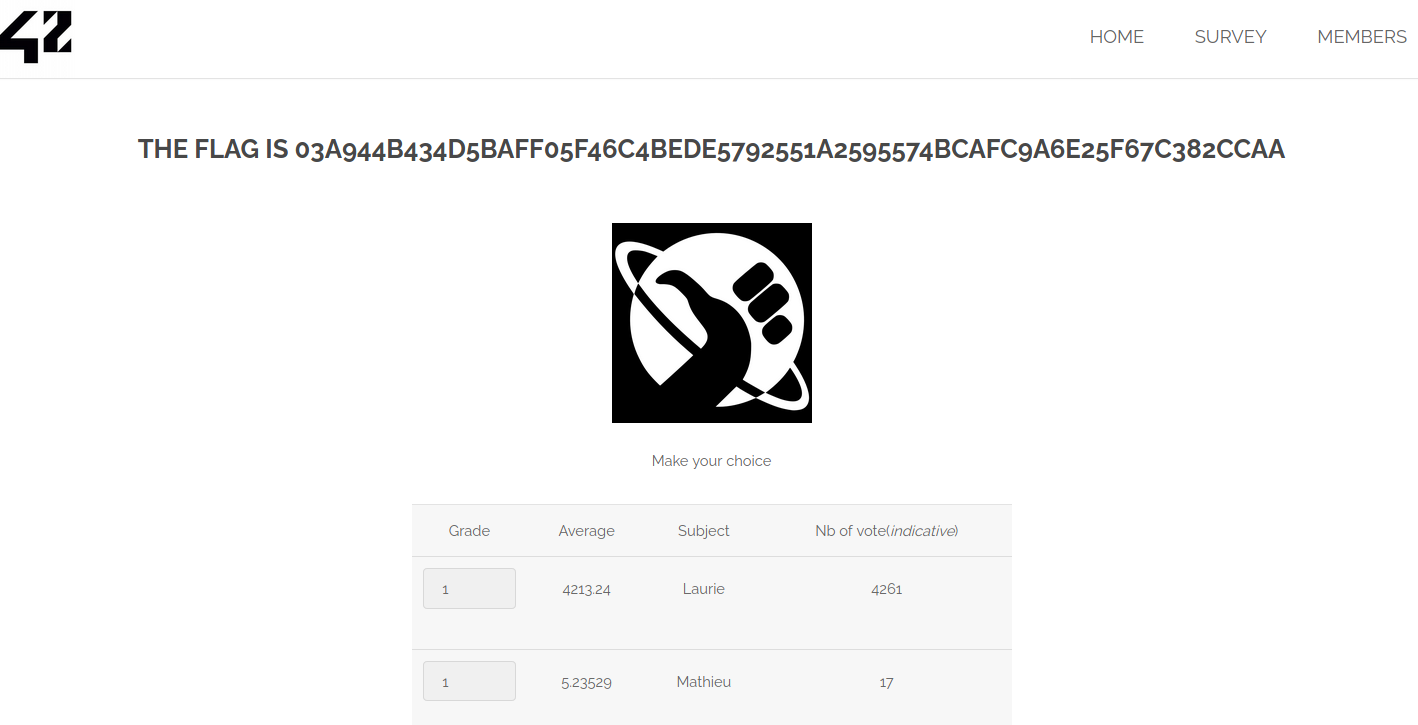 42
HOME SURVEY MEMBERS
THE FLAG IS 03A944B434D5BAFF05F46C4BEDE5792551A2595574BCAFC9A6E25F67C382CCAA
Make your choice
Grade Average Subject Nb of vote(indicative)
1 4213.24 Laurie 4261
1 5.23529 Mathieu 17